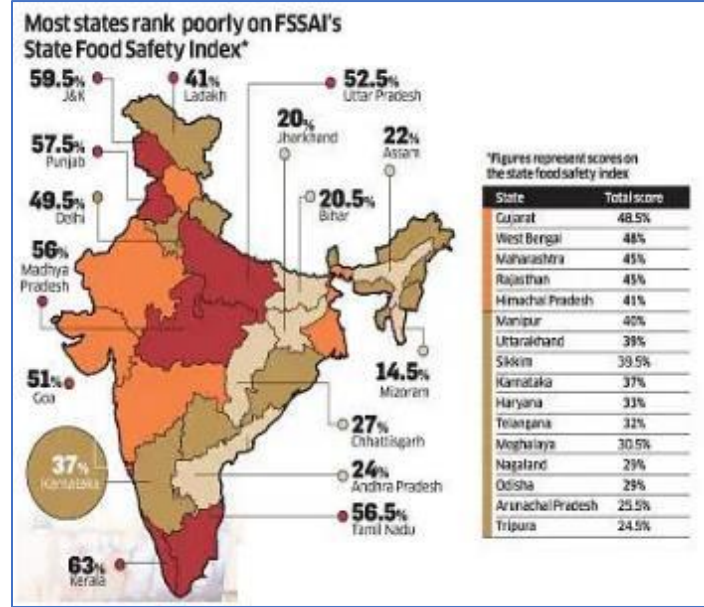 Most states rank poorly on FSSAI's
State Food Safety Index*
59.5%
J&K
41%
Ladakh
52.5%
Uttar Pradesh
57.5%
Punjab
20%
Jharkhand
22%
Assam
49.5%
Delhi
20.5%
Bihar
56%
Madhya
Pradesh
51%
Goa
14.5%
Mizoram
27%
Chhattisgarh
37%
Karnataka
24%
Andhra Pradesh
56.5%
Tamil Nadu
63%
Kerala
*Figures represent scores on
the state food safety index
State Total score
Gujarat 48.5%
West Bengal 48%
Maharashtra 45%
Rajasthan 45%
Himachal Pradesh 41%
Manipur 40%
Uttarakhand 39%
Sikkim 39.5%
Karnataka 37%
Haryana 33%
Telangana 32%
Meghalaya 30.5%
Nagaland 29%
Odisha 29%
Arunachal Pradesh 25.5%
Tripura 24.5%